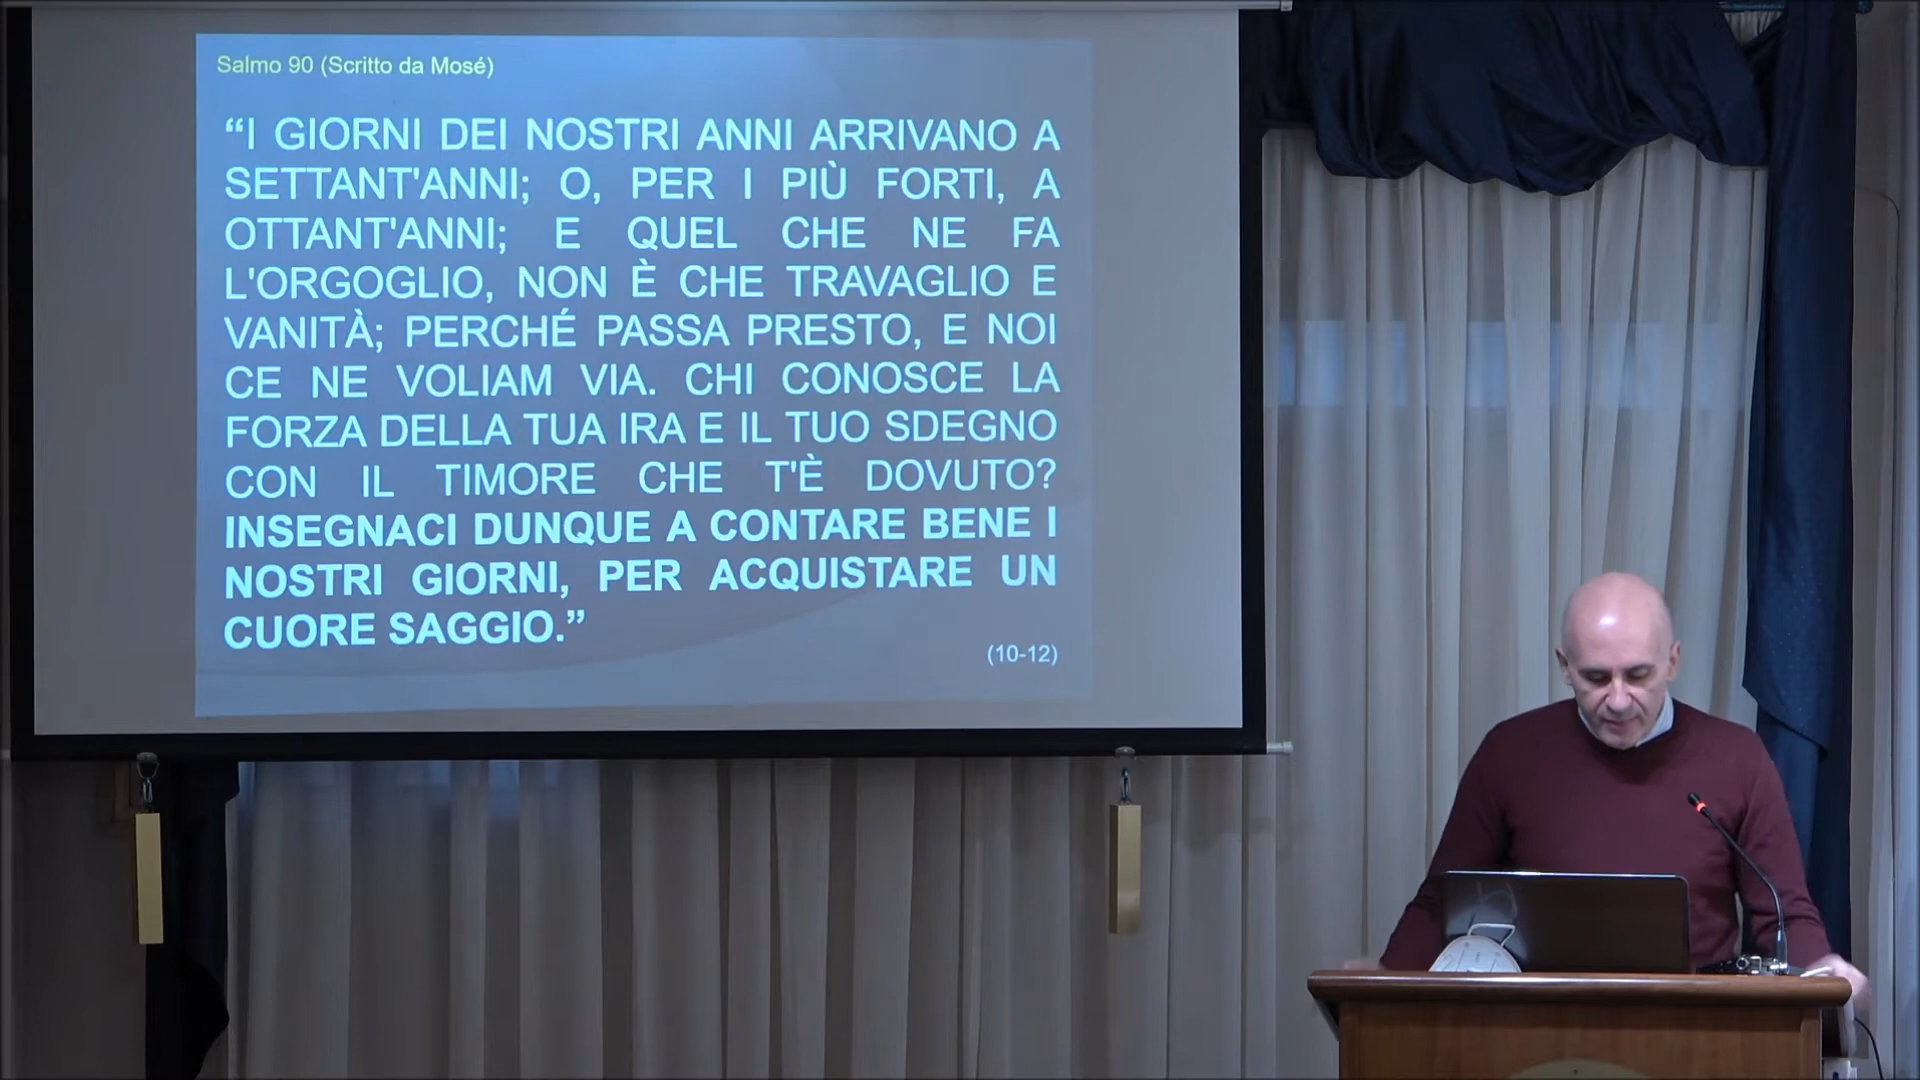 Salmo 90 (Scritto da Mosé)
“I GIORNI DEI NOSTRI ANNI ARRIVANO A
SETTANT'ANNI; O, PER I PIÙ FORTI, A
OTTANT'ANNI; E QUEL CHE NE FA
L'ORGOGLIO, NON È CHE TRAVAGLIO E
VANITÀ; PERCHÉ PASSA PRESTO, E NOI
CE NE VOLIAM VIA. CHI CONOSCE LA
FORZA DELLA TUA IRA E IL TUO SDEGNO
CON IL TIMORE CHE T'È DOVUTO?
INSEGNACI DUNQUE A CONTARE BENE I
NOSTRI GIORNI, PER ACQUISTARE UN
CUORE SAGGIO.”
(10-12)